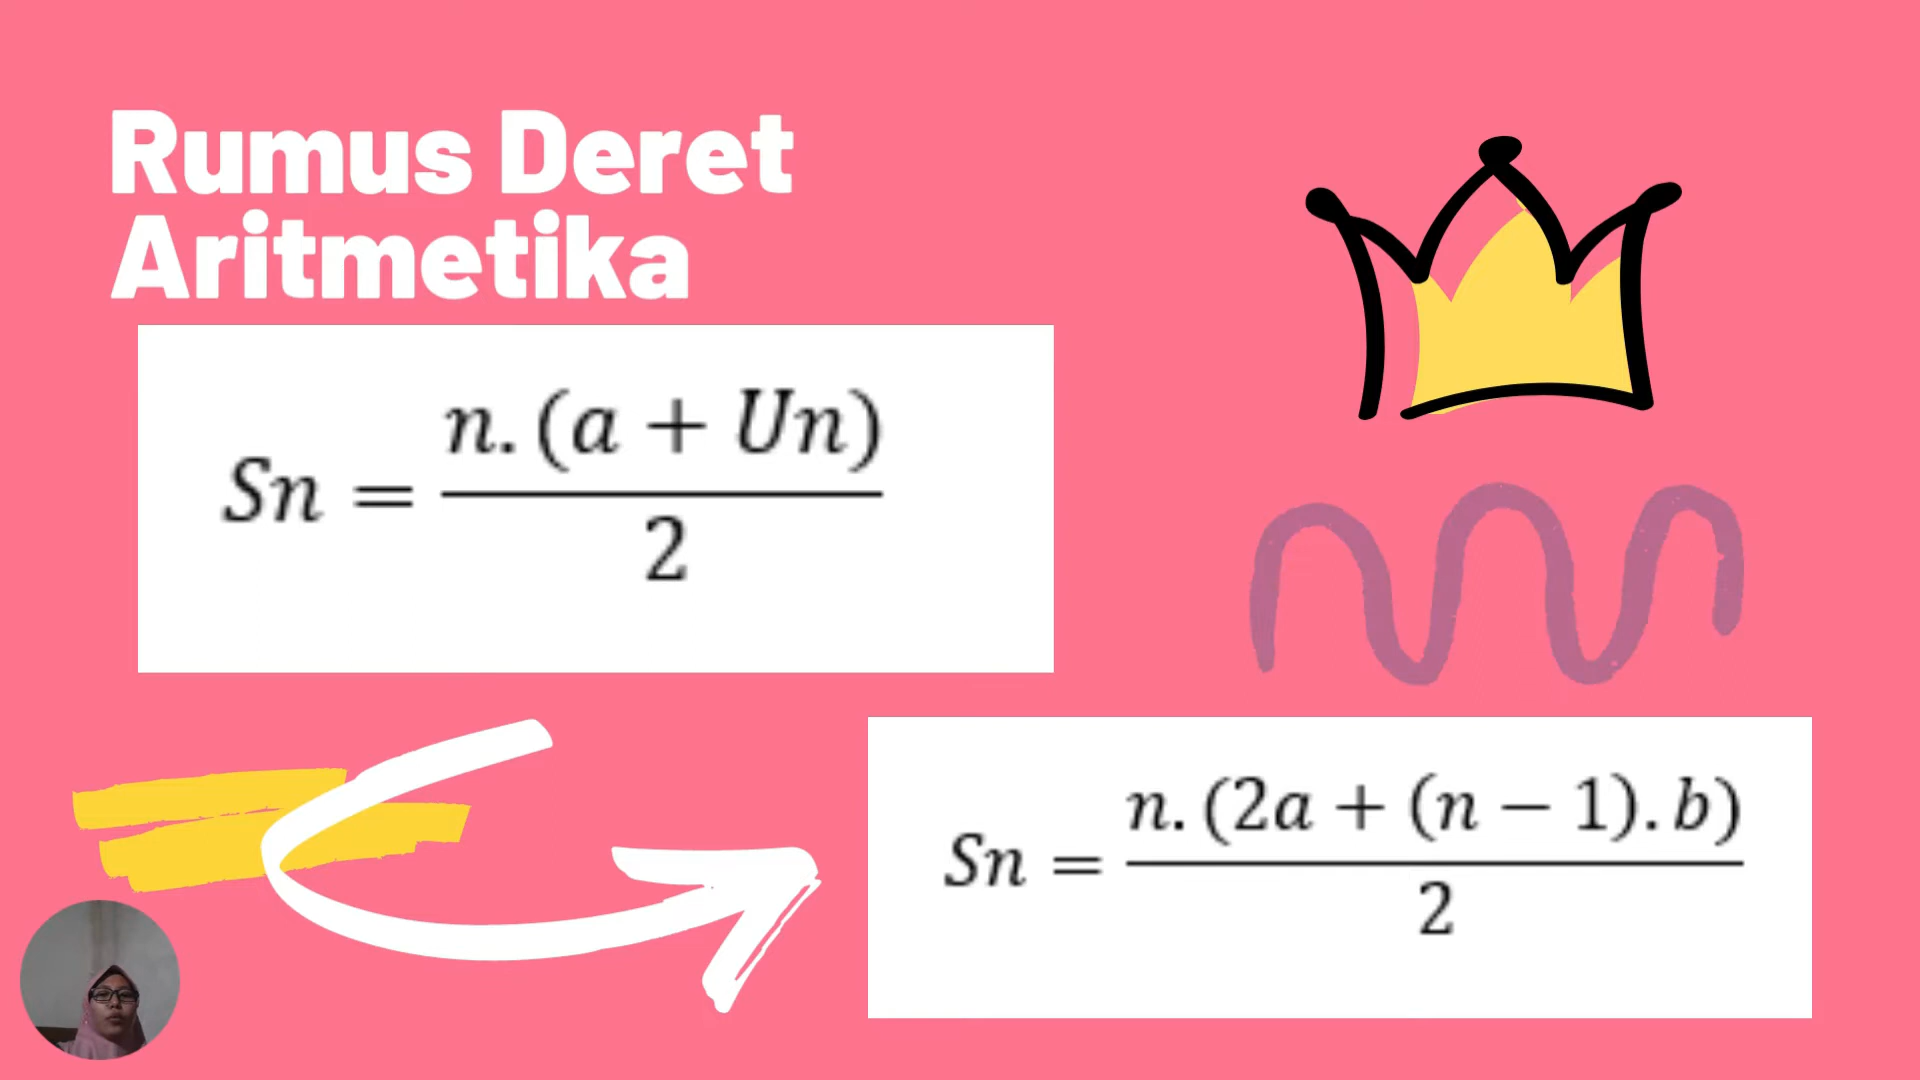 Rumus Deret
Aritmetika
Sn = n.(a + Un) / 2
Sn = n.(2a + (n − 1).b) / 2